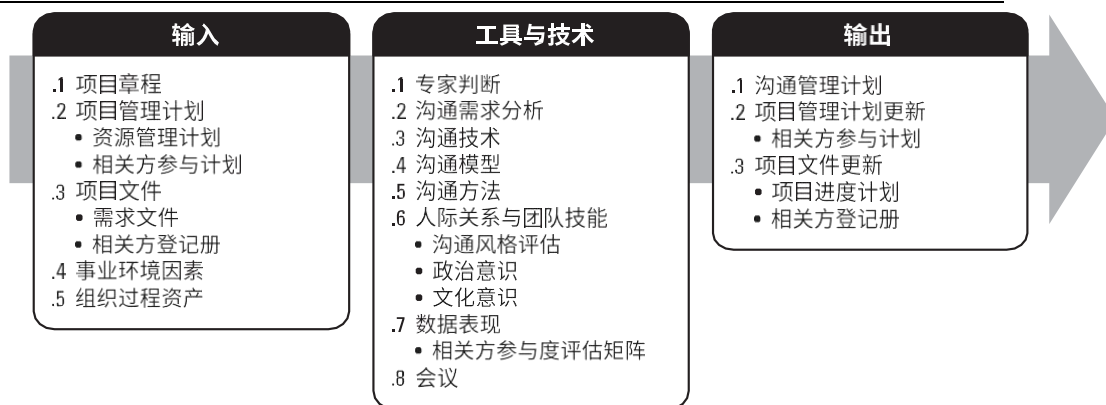 输入
.1 项目章程
.2 项目管理计划
• 资源管理计划
• 相关方参与计划
.3 项目文件
• 需求文件
• 相关方登记册
.4 事业环境因素
.5 组织过程资产
工具与技术
.1 专家判断
.2 沟通需求分析
.3 沟通技术
.4 沟通模型
.5 沟通方法
.6 人际关系与团队技能
• 沟通风格评估
• 政治意识
• 文化意识
.7 数据表现
• 相关方参与度评估矩阵
.8 会议
输出
.1 沟通管理计划
.2 项目管理计划更新
• 相关方参与计划
.3 项目文件更新
• 项目进度计划
• 相关方登记册